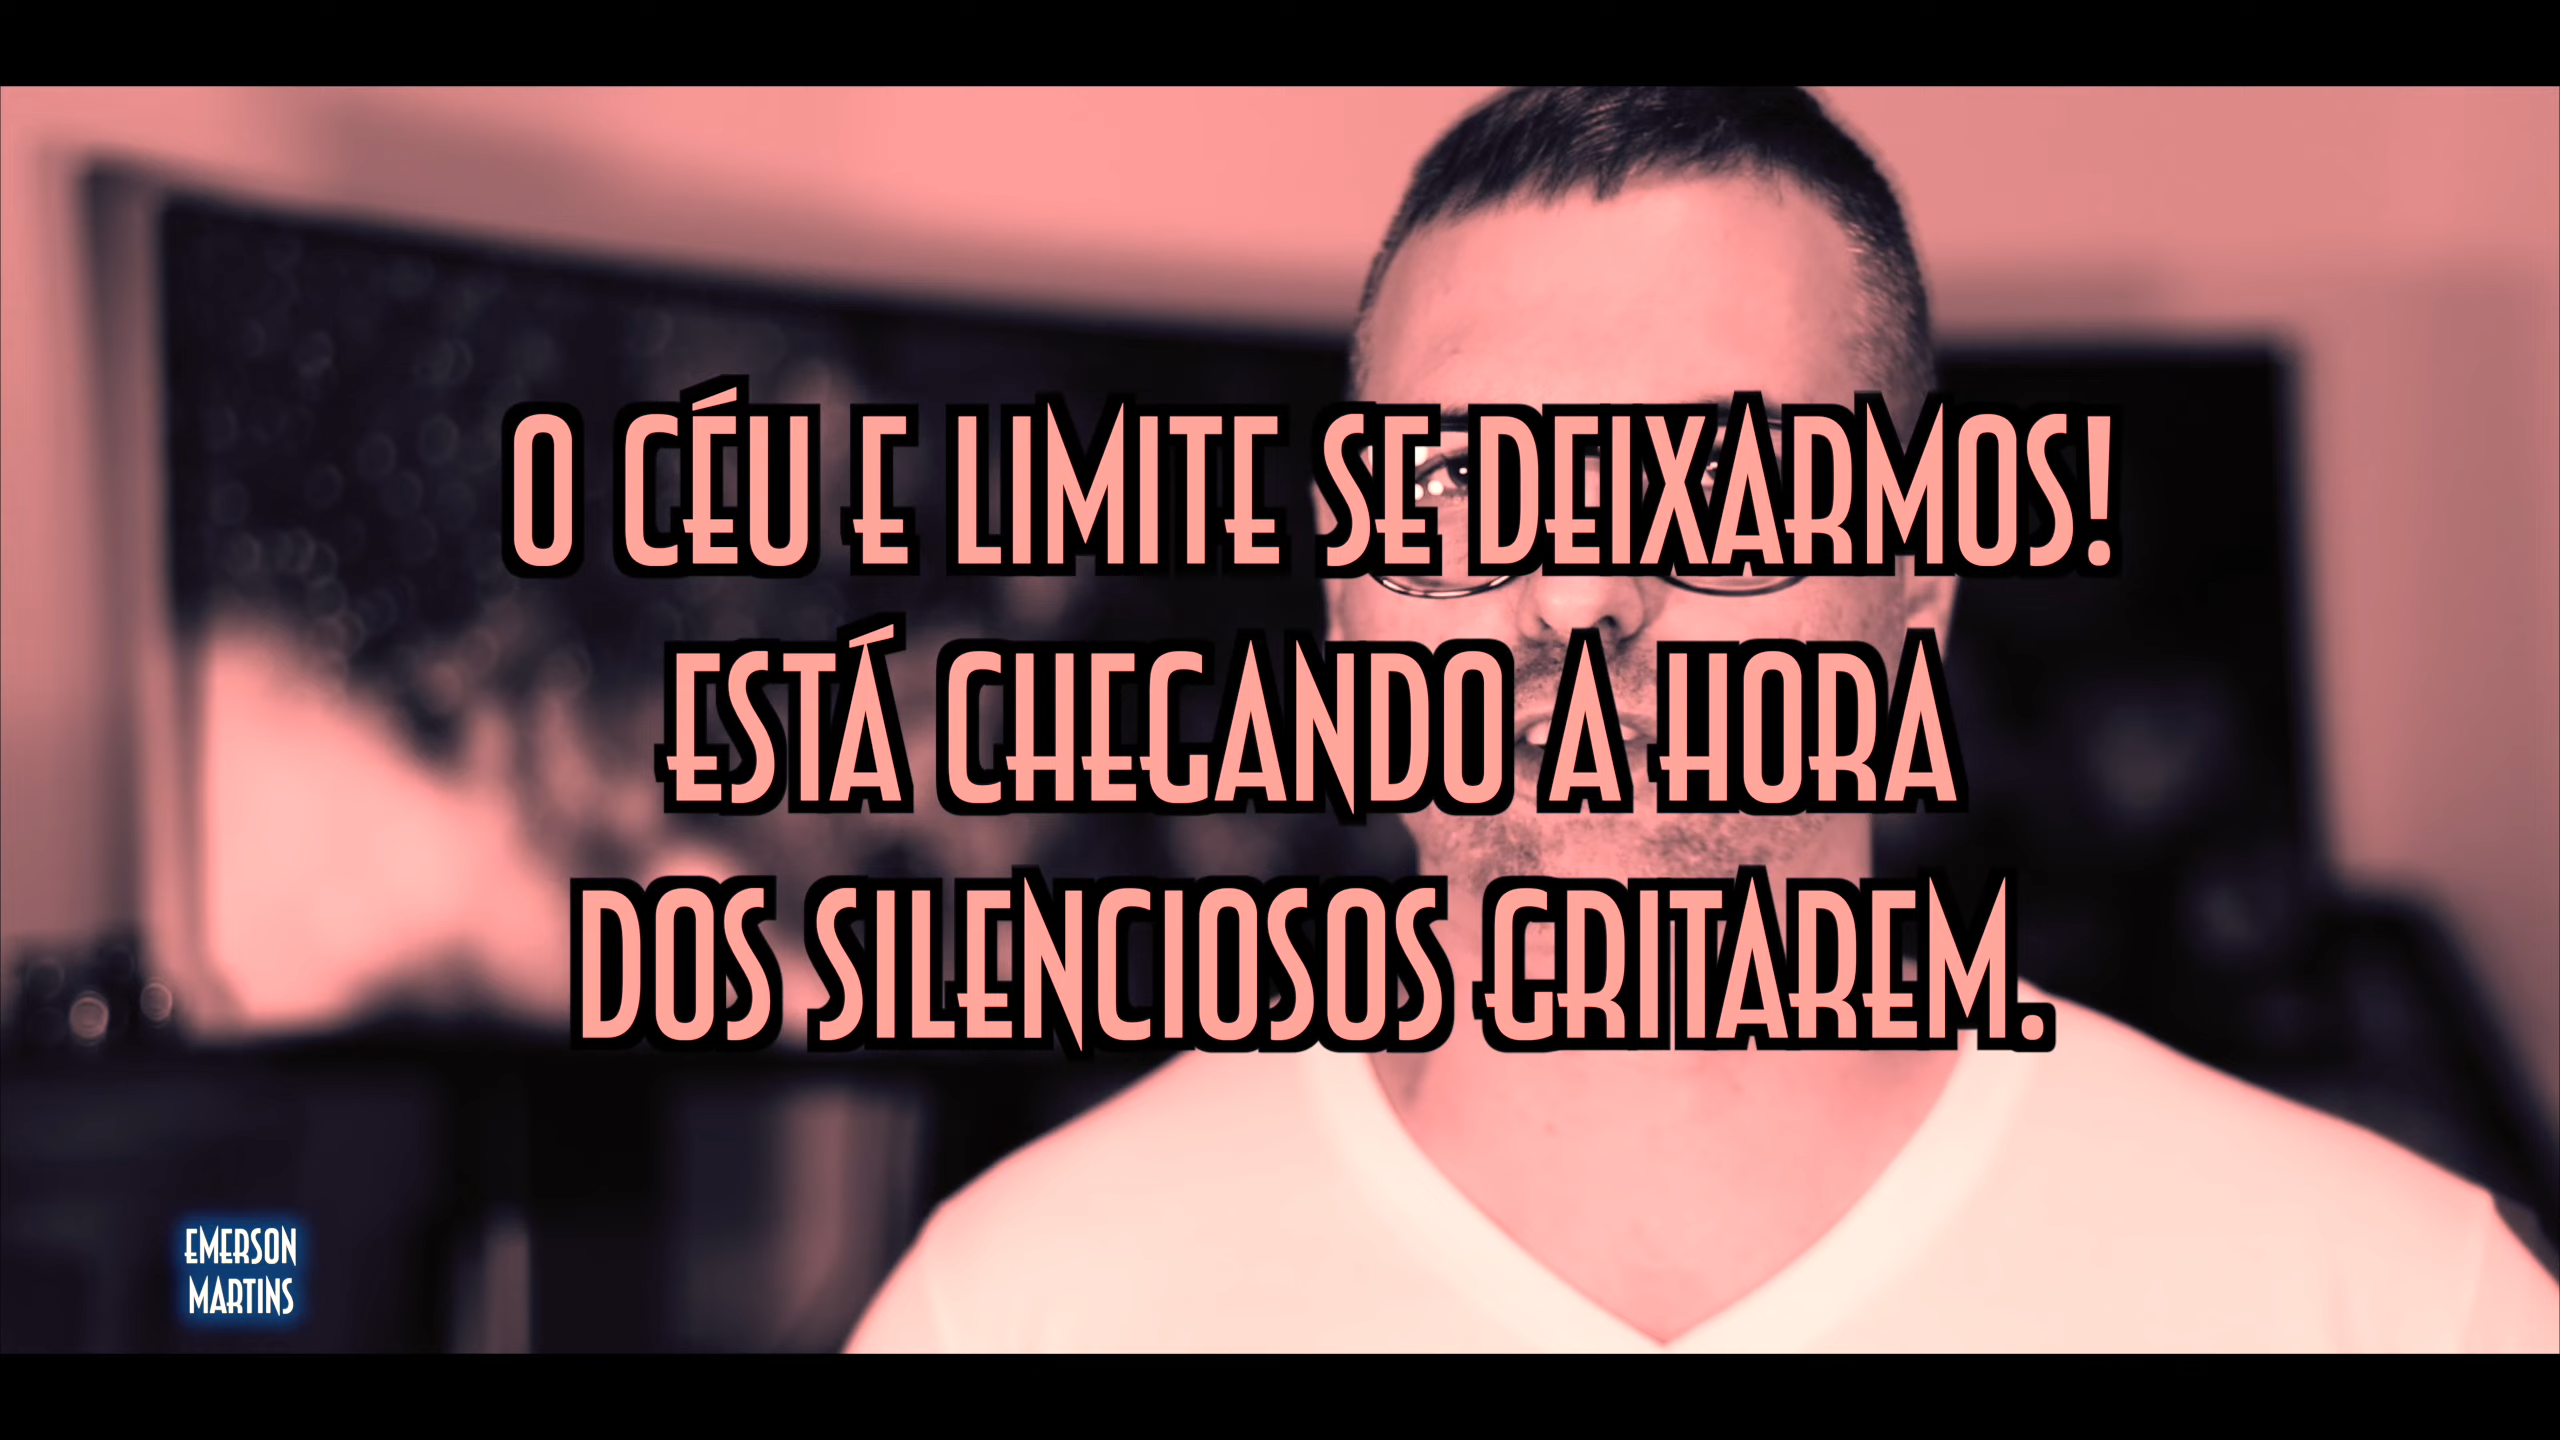 O CÉU E LIMITE SE DEIXARMOS!
ESTÁ CHEGANDO A HORA
DOS SILENCIOSOS GRITAREM.
EMERSON
MARTINS